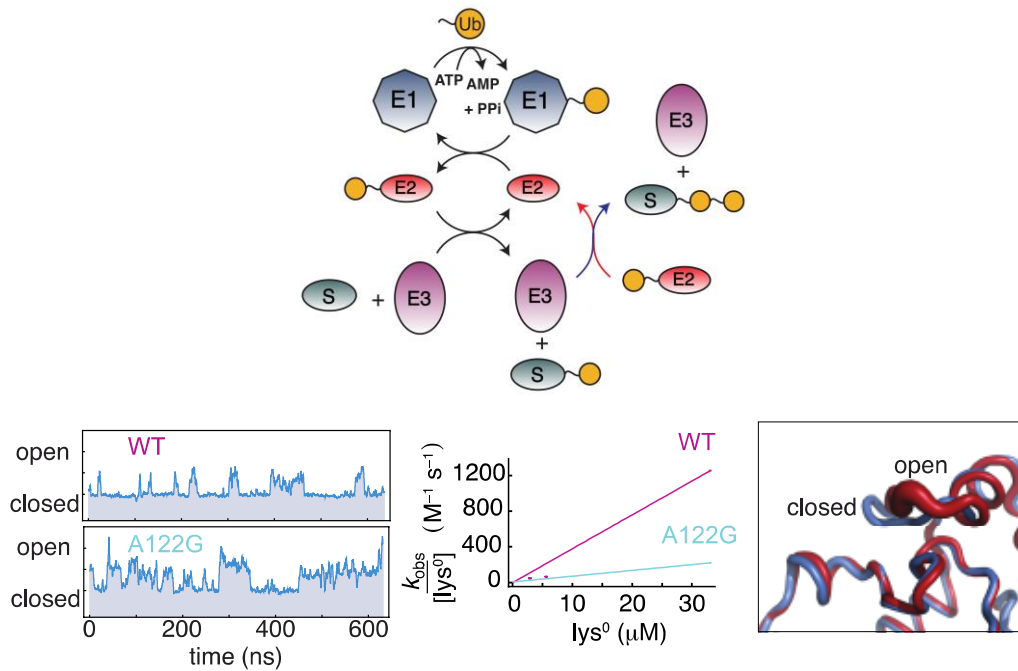 Ub
ATP AMP
+ PPi
E1
E1
E3
+
E2
E2
S
S + E3
E3
E2
+
S
WT
open
closed
A122G
open
closed
0 200 400 600
time (ns)
WT
A122G
1200
800
400
0
k_obs
[lys⁰]
(M⁻¹ s⁻¹)
0 10 20 30
lys⁰ (μM)
open
closed